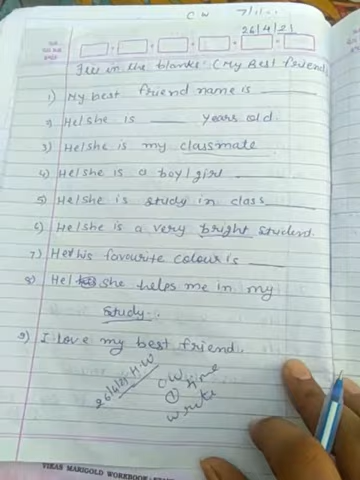 C W 7/1/..
26/4/21
Fill in the blanks. (My Best friend)
1) My best friend name is
2) He/she is ___ years old.
3) He/she is my classmate
4) He/she is a boy/girl
5) He/she is study in class
6) He/she is a very bright student.
7) Her his favourite colour is
8) He/ she helps me in my
study.
9) I love my best friend.
26/4/21 H.W
CW
① time
write
VIKAS MARIGOLD WORKBOOK